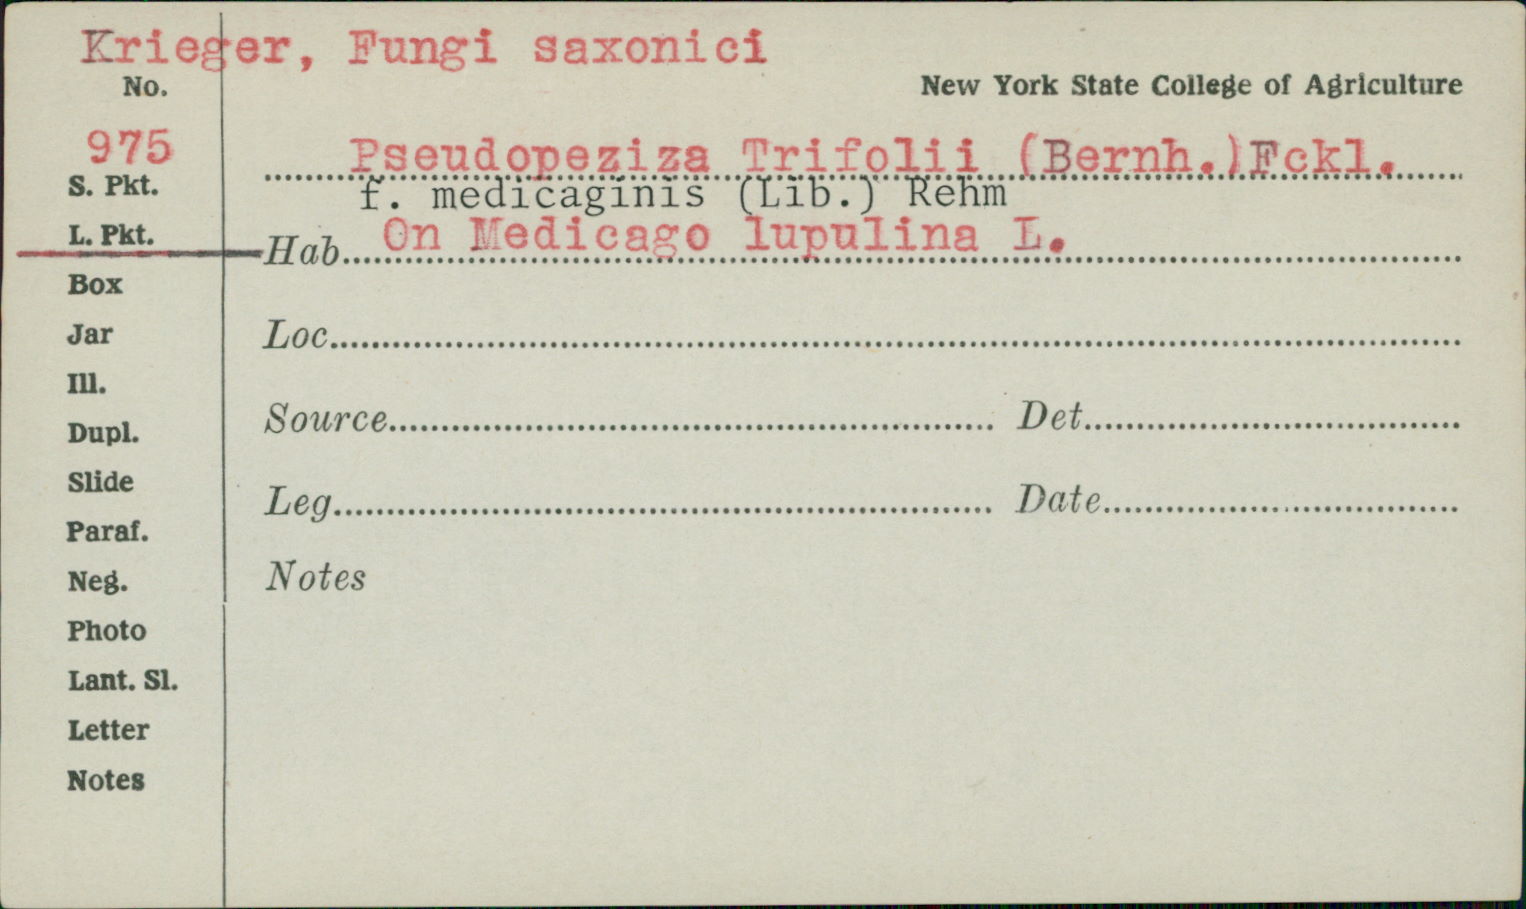 Krieger, Fungi saxonici
No.
New York State College of Agriculture
975
Pseudopeziza Trifolii (Bernh.)Fckl.
S. Pkt.
f. medicaginis (Lib.) Rehm
L. Pkt.
Hab. On Medicago lupulina L.
Box
Jar
Loc.
Ill.
Dupl.
Source
Det.
Slide
Leg.
Date
Paraf.
Neg.
Notes
Photo
Lant. Sl.
Letter
Notes